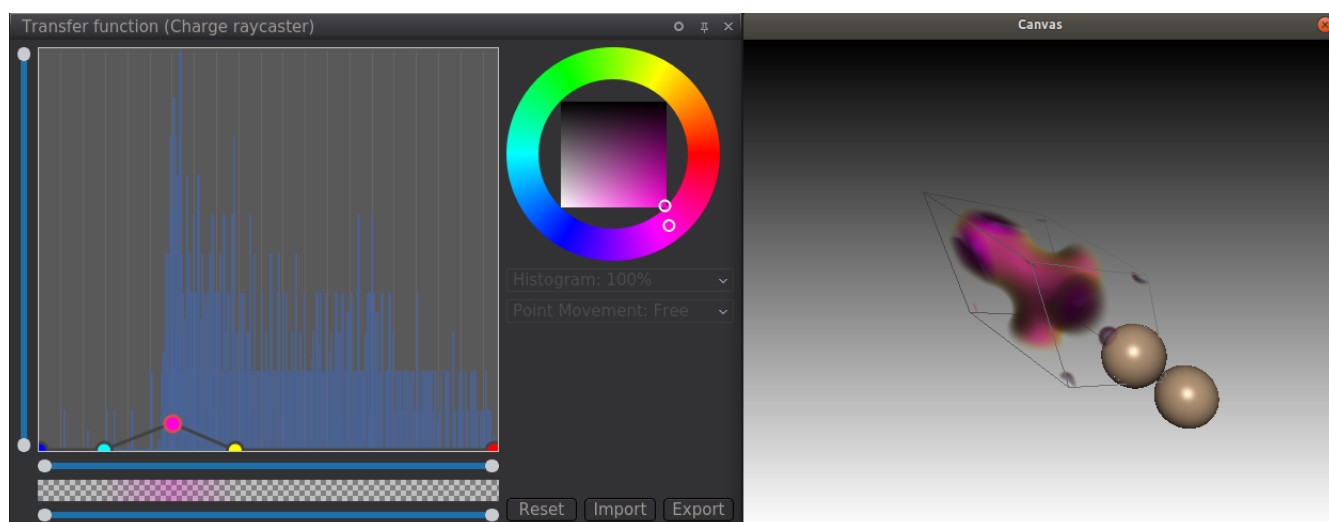 Transfer function (Charge raycaster)
Canvas
Histogram: 100%
Point Movement: Free
Reset Import Export